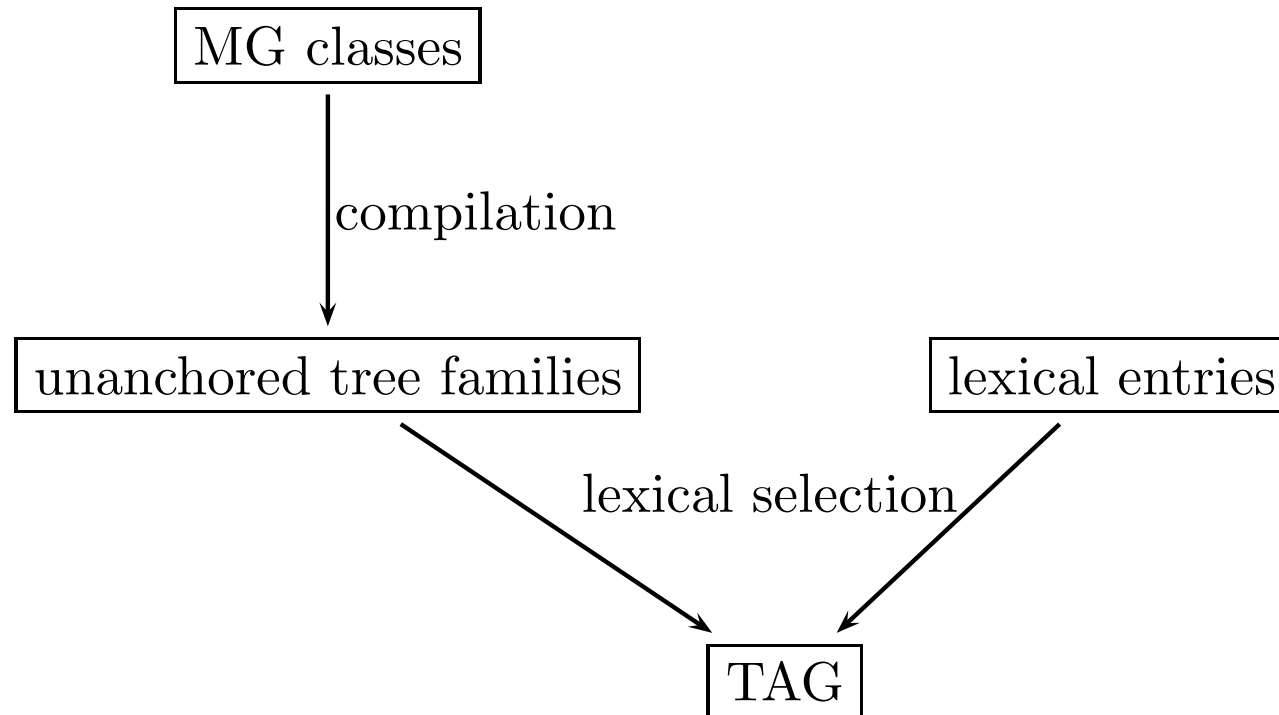 MG classes
compilation
unanchored tree families
lexical entries
lexical selection
TAG